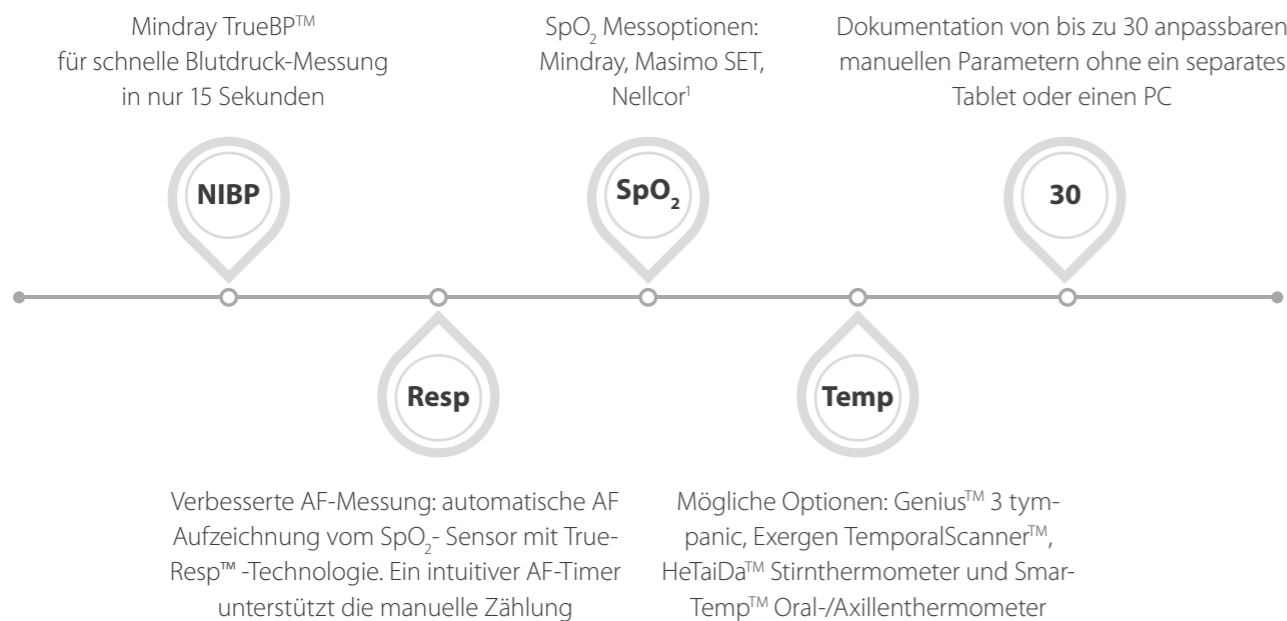 Mindray TrueBP™
für schnelle Blutdruck-Messung
in nur 15 Sekunden
SpO₂ Messoptionen:
Mindray, Masimo SET,
Nellcor¹
Dokumentation von bis zu 30 anpassbaren
manuellen Parametern ohne ein separates
Tablet oder einen PC
NIBP
SpO₂
30
Resp
Temp
Verbesserte AF-Messung: automatische AF
Aufzeichnung vom SpO₂- Sensor mit True-
Resp™ -Technologie. Ein intuitiver AF-Timer
unterstützt die manuelle Zählung
Mögliche Optionen: Genius™ 3 tym-
panic, Exergen TemporalScanner™,
HeTaiDa™ Stirnthermometer und Smar-
Temp™ Oral-/Axillenthermometer